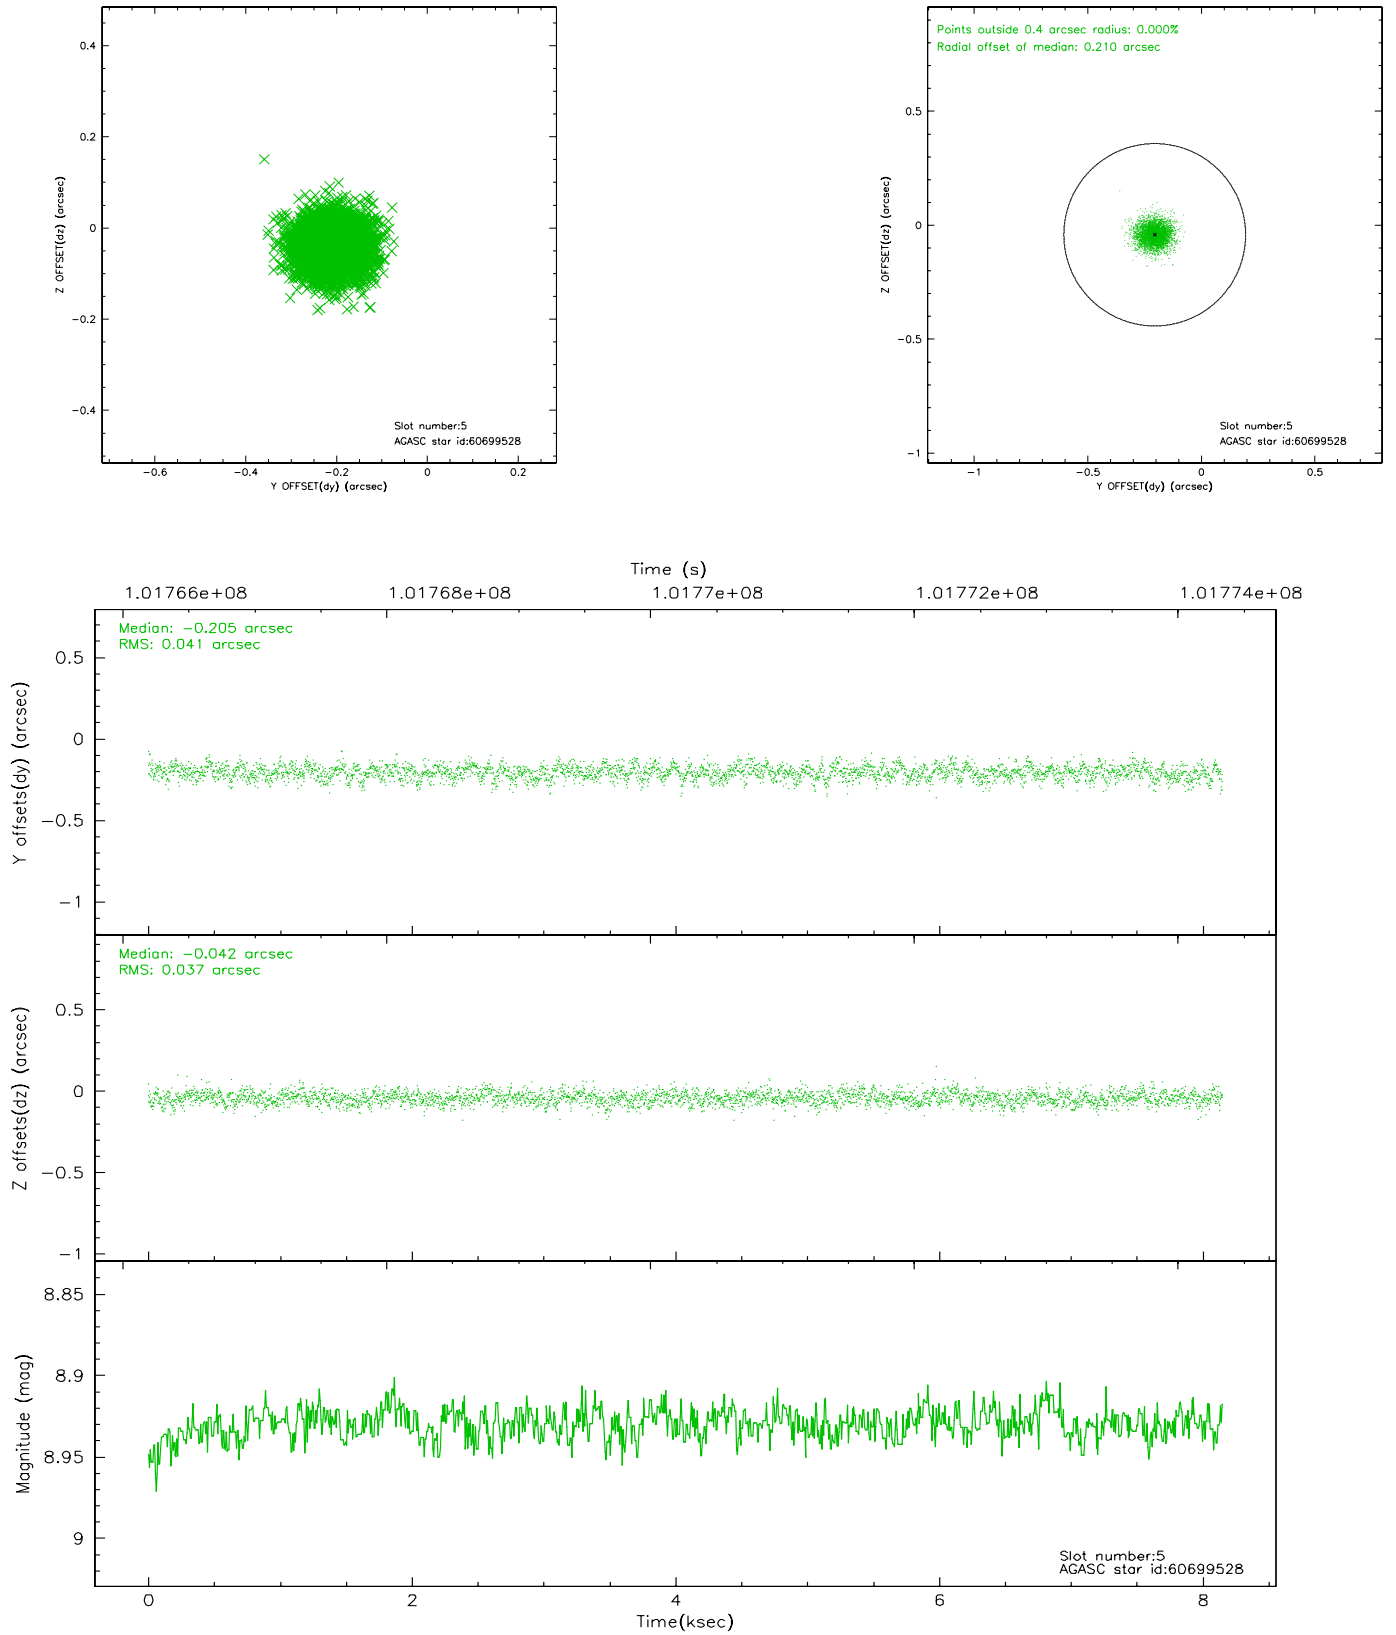 0.4
0.2
0
−0.2
−0.4
Z OFFSET(dz) (arcsec)
−0.6
−0.4
−0.2
0
0.2
Y OFFSET(dy) (arcsec)
Slot number:5
AGASC star id:60699528
Points outside 0.4 arcsec radius: 0.000%
Radial offset of median: 0.210 arcsec
0.5
0
−0.5
−1
Z OFFSET(dz) (arcsec)
−1
−0.5
0
0.5
Y OFFSET(dy) (arcsec)
Slot number:5
AGASC star id:60699528
Time (s)
1.01766e+08
1.01768e+08
1.0177e+08
1.01772e+08
1.01774e+08
Median: −0.205 arcsec
RMS: 0.041 arcsec
0.5
0
−0.5
−1
Y offsets(dy) (arcsec)
Median: −0.042 arcsec
RMS: 0.037 arcsec
0.5
0
−0.5
−1
Z offsets(dz) (arcsec)
8.85
8.9
8.95
9
Magnitude (mag)
Slot number:5
AGASC star id:60699528
0
2
4
6
8
Time(ksec)